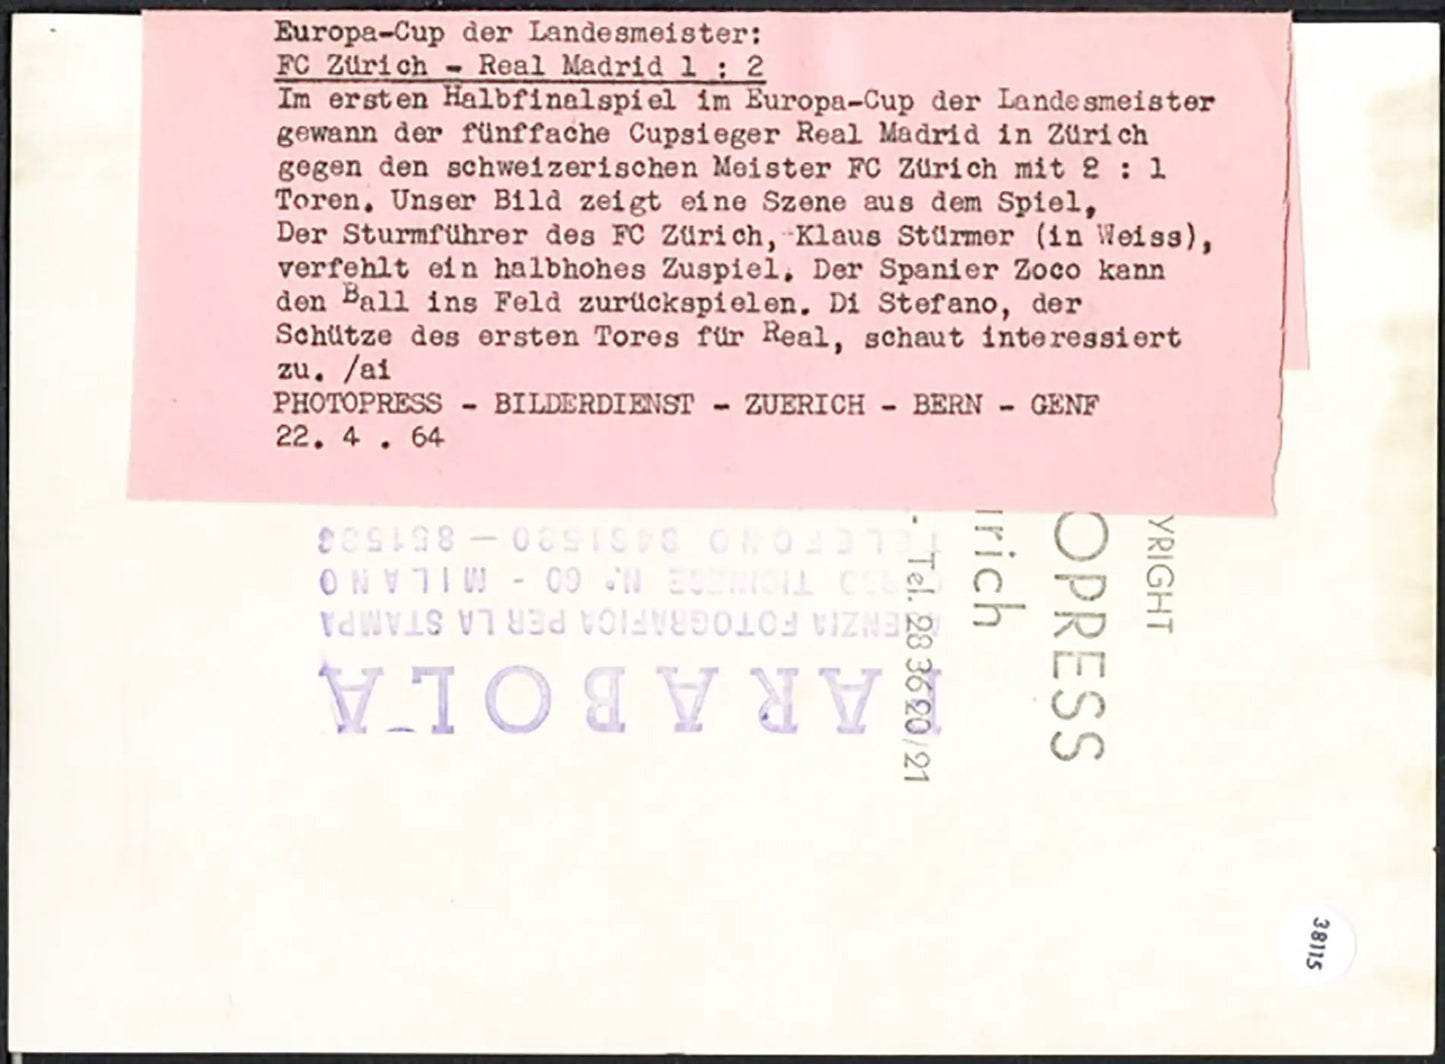 Europa-Cup der Landesmeister:
FC Zürich - Real Madrid 1 : 2
Im ersten Halbfinalspiel im Europa-Cup der Landesmeister
gewann der fünffache Cupsieger Real Madrid in Zürich
gegen den schweizerischen Meister FC Zürich mit 2 : 1
Toren. Unser Bild zeigt eine Szene aus dem Spiel,
Der Sturmführer des FC Zürich, Klaus Stürmer (in Weiss),
verfehlt ein halbhohes Zuspiel. Der Spanier Zoco kann
den Ball ins Feld zurückspielen. Di Stefano, der
Schütze des ersten Tores für Real, schaut interessiert
zu. /ai
PHOTOPRESS - BILDERDIENST - ZUERICH - BERN - GENF
22. 4 . 64
YRIGHT
OPRESS
rich
- Tel. 28 36 20/21
PARABOLA
AGENZIA FOTOGRAFICA PER LA STAMPA
CORSO TICINESE N. 60 - MILANO
TELEFONO
38115